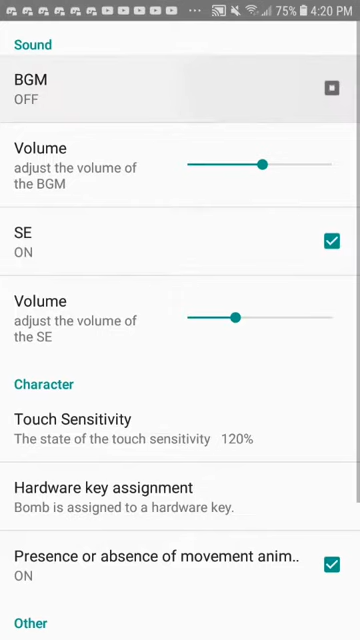 75% 4:20 PM
Sound
BGM
OFF
Volume
adjust the volume of
the BGM
SE
ON
Volume
adjust the volume of
the SE
Character
Touch Sensitivity
The state of the touch sensitivity 120%
Hardware key assignment
Bomb is assigned to a hardware key.
Presence or absence of movement anim..
ON
Other